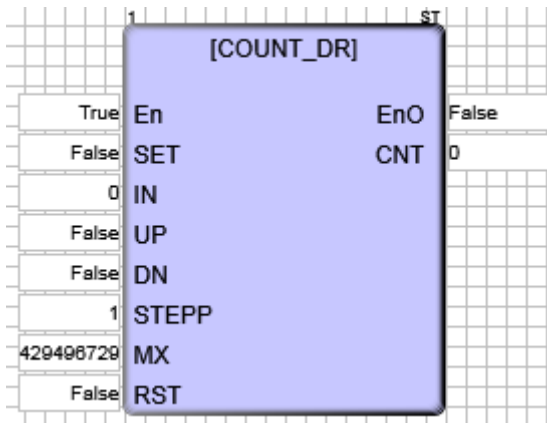 1 ST
[COUNT_DR]
True En EnO False
False SET CNT 0
0 IN
False UP
False DN
1 STEPP
429496729 MX
False RST